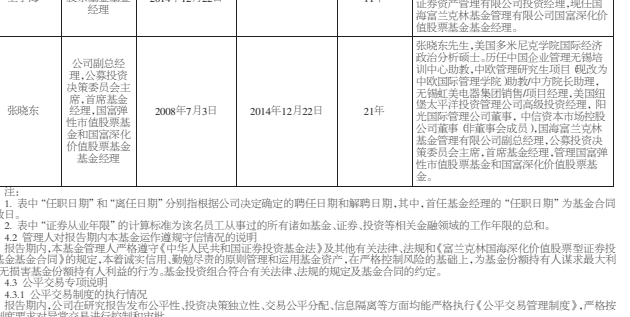 经理
11年
证券资产管理有限公司投资经理,现任国
海富兰克林基金管理有限公司国富深化价
值股票基金基金经理。
张晓东
公司副总经
理,公募投资
决策委员会主
席,首席基金
经理,国富弹
性市值股票基
金和国富深化
价值股票基金
基金经理
2008年7月3日
2014年12月22日
21年
张晓东先生,美国多米尼克学院国际经济
政治分析硕士。历任中国企业管理无锡培
训中心助教,中欧管理研究生项目(现改为
中欧国际管理学院)助教/中方院长助理,
无锡虹美电器集团销售/项目经理,美国纽
堡太平洋投资管理公司高级投资经理,阳
光国际管理公司董事,中信资本市场控股
公司董事(非董事会成员),国海富兰克林
基金管理有限公司副总经理,公募投资决
策委员会主席,首席基金经理,管理国富弹
性市值股票基金和国富深化价值股票基
金。
注:
1. 表中“任职日期”和“离任日期”分别指根据公司决定确定的聘任日期和解聘日期,其中,首任基金经理的“任职日期”为基金合同
效日。
2. 表中“证券从业年限”的计算标准为该名员工从事过的所有诸如基金、证券、投资等相关金融领域的工作年限的总和。
4.2 管理人对报告期内本基金运作遵规守信情况的说明
报告期内,本基金管理人严格遵守《中华人民共和国证券投资基金法》及其他有关法律、法规和《富兰克林国海深化价值股票型证券投
基金基金合同》的规定,本着诚实信用、勤勉尽责的原则管理和运用基金资产,在严格控制风险的基础上,为基金份额持有人谋求最大利
无损害基金份额持有人利益的行为。基金投资组合符合有关法律、法规的规定及基金合同的约定。
4.3 公平交易专项说明
4.3.1 公平交易制度的执行情况
报告期内,公司在研究报告发布公平性、投资决策独立性、交易公平分配、信息隔离等方面均能严格执行《公平交易管理制度》,严格按
制度要求对异常交易进行控制和审批